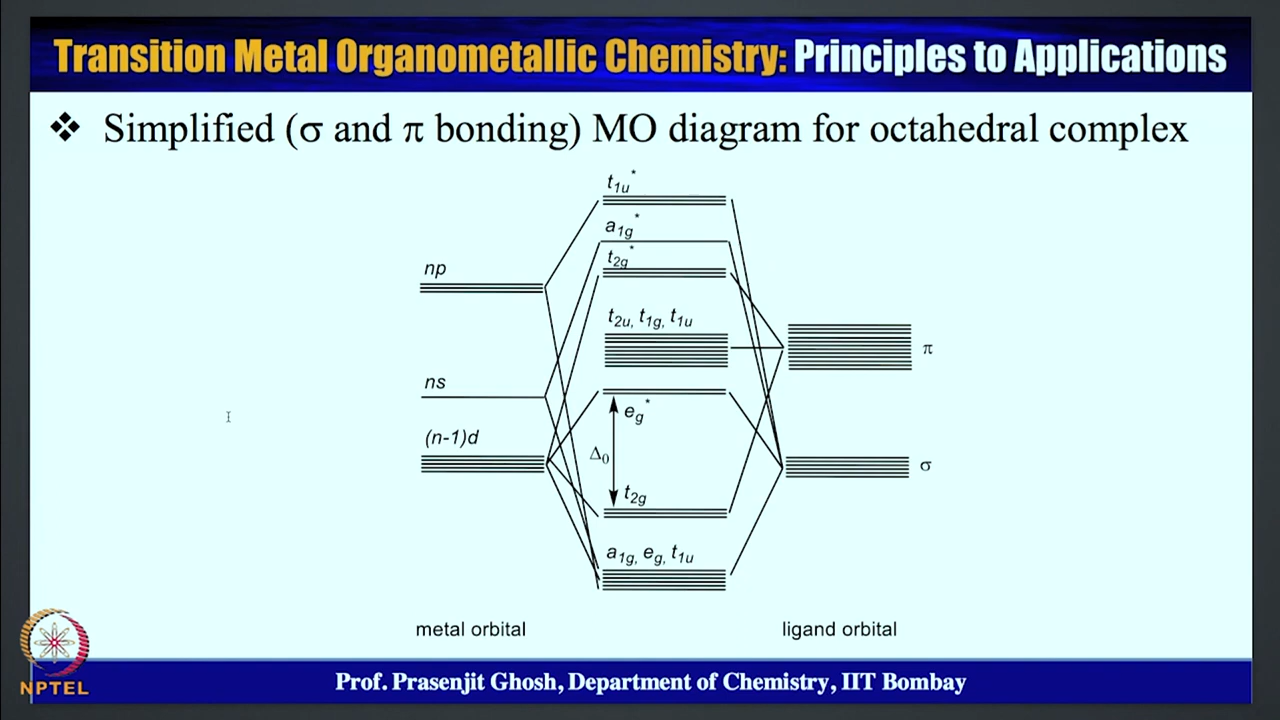 Transition Metal Organometallic Chemistry: Principles to Applications
❖ Simplified (σ and π bonding) MO diagram for octahedral complex
t1u*
a1g*
t2g*
np
t2u, t1g, t1u
π
ns
eg*
(n-1)d
Δ0
σ
t2g
a1g, eg, t1u
metal orbital
ligand orbital
NPTEL
Prof. Prasenjit Ghosh, Department of Chemistry, IIT Bombay